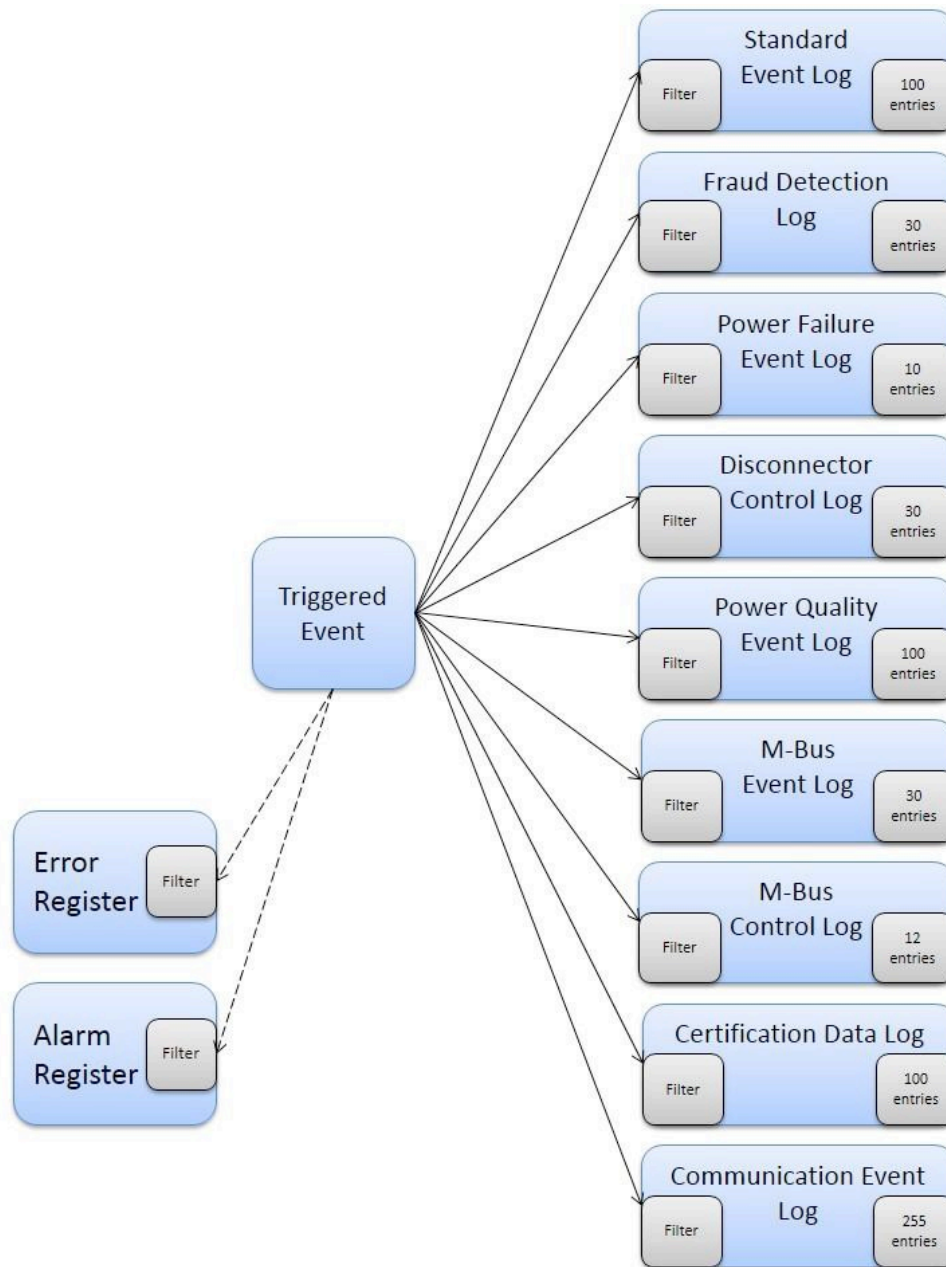 Standard
Event Log
Filter
100
entries
Fraud Detection
Log
Filter
30
entries
Power Failure
Event Log
Filter
10
entries
Disconnector
Control Log
Filter
30
entries
Triggered
Event
Power Quality
Event Log
Filter
100
entries
M-Bus
Event Log
Filter
30
entries
Error
Register
Filter
M-Bus
Control Log
Filter
12
entries
Alarm
Register
Filter
Certification Data Log
Filter
100
entries
Communication Event
Log
Filter
255
entries